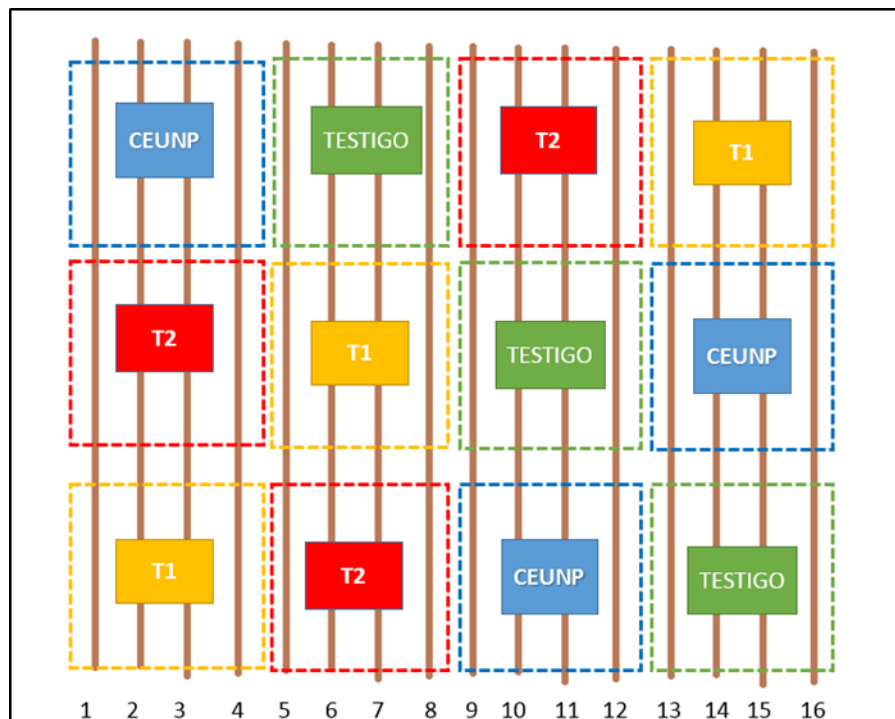 CEUNP TESTIGO T2 T1
T2 T1 TESTIGO CEUNP
T1 T2 CEUNP TESTIGO
1 2 3 4 5 6 7 8 9 10 11 12 13 14 15 16